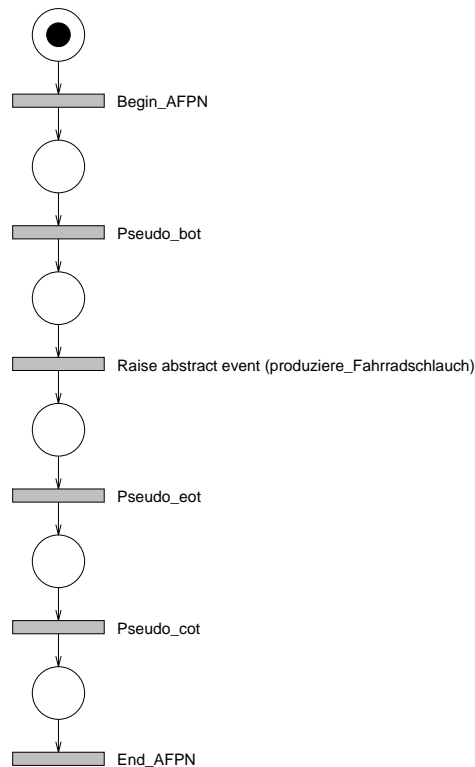 Begin_AFPN
Pseudo_bot
Raise abstract event (produziere_Fahrradschlauch)
Pseudo_eot
Pseudo_cot
End_AFPN